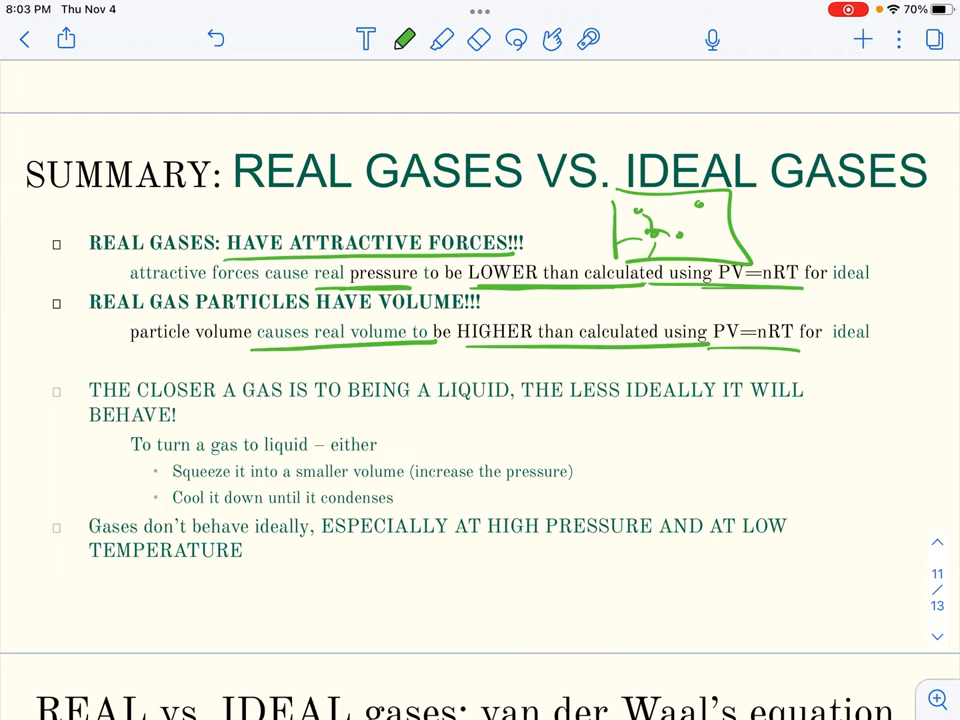 8:03 PM Thu Nov 4
70%
SUMMARY: REAL GASES VS. IDEAL GASES
REAL GASES: HAVE ATTRACTIVE FORCES!!!
attractive forces cause real pressure to be LOWER than calculated using PV=nRT for ideal
REAL GAS PARTICLES HAVE VOLUME!!!
particle volume causes real volume to be HIGHER than calculated using PV=nRT for ideal
THE CLOSER A GAS IS TO BEING A LIQUID, THE LESS IDEALLY IT WILL
BEHAVE!
To turn a gas to liquid – either
• Squeeze it into a smaller volume (increase the pressure)
• Cool it down until it condenses
Gases don't behave ideally, ESPECIALLY AT HIGH PRESSURE AND AT LOW
TEMPERATURE
11
/
13
REAL vs. IDEAL gases: van der Waal's equation